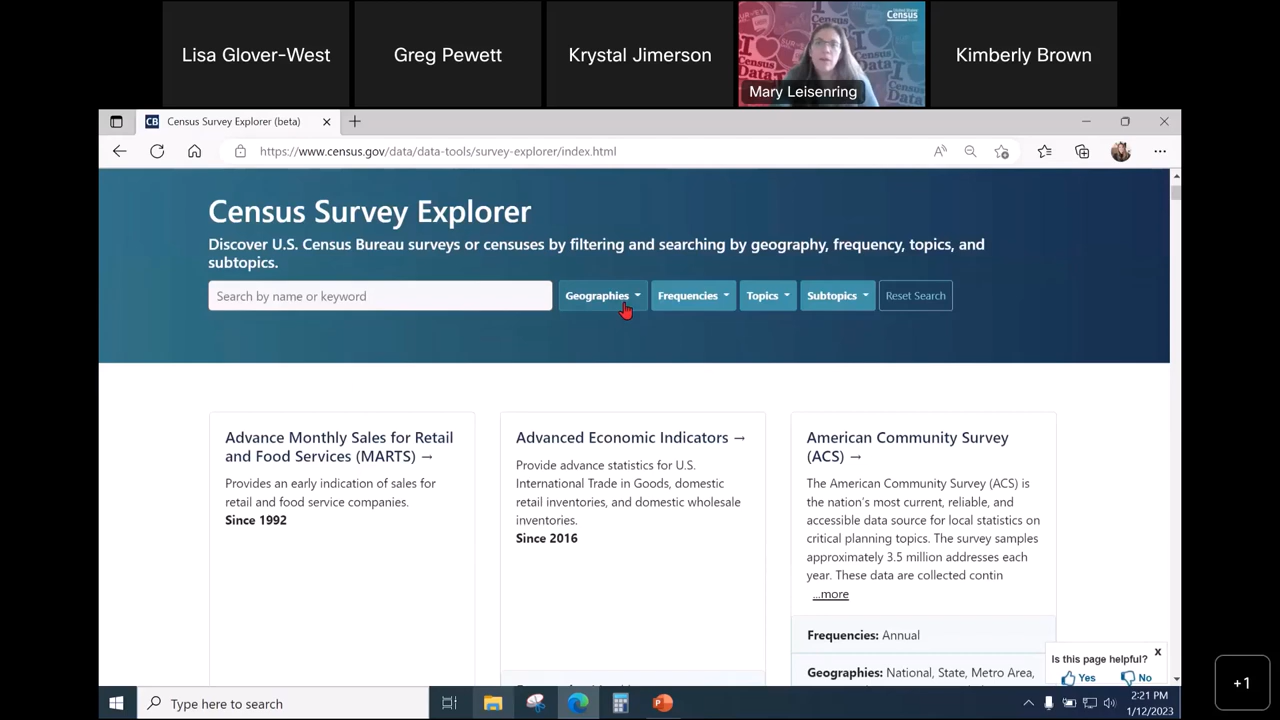 Lisa Glover-West
Greg Pewett
Krystal Jimerson
United States
Census
I
Census
Data
Mary Leisenring
Kimberly Brown
CB Census Survey Explorer (beta)
https://www.census.gov/data/data-tools/survey-explorer/index.html
Census Survey Explorer
Discover U.S. Census Bureau surveys or censuses by filtering and searching by geography, frequency, topics, and
subtopics.
Search by name or keyword
Geographies
Frequencies
Topics
Subtopics
Reset Search
Advance Monthly Sales for Retail
and Food Services (MARTS) →
Provides an early indication of sales for
retail and food service companies.
Since 1992
Advanced Economic Indicators →
Provide advance statistics for U.S.
International Trade in Goods, domestic
retail inventories, and domestic wholesale
inventories.
Since 2016
American Community Survey
(ACS) →
The American Community Survey (ACS) is
the nation's most current, reliable, and
accessible data source for local statistics on
critical planning topics. The survey samples
approximately 3.5 million addresses each
year. These data are collected contin
...more
Frequencies: Annual
Geographies: National, State, Metro Area,
Is this page helpful? X
Yes
No
Type here to search
2:21 PM
1/12/2023
+1